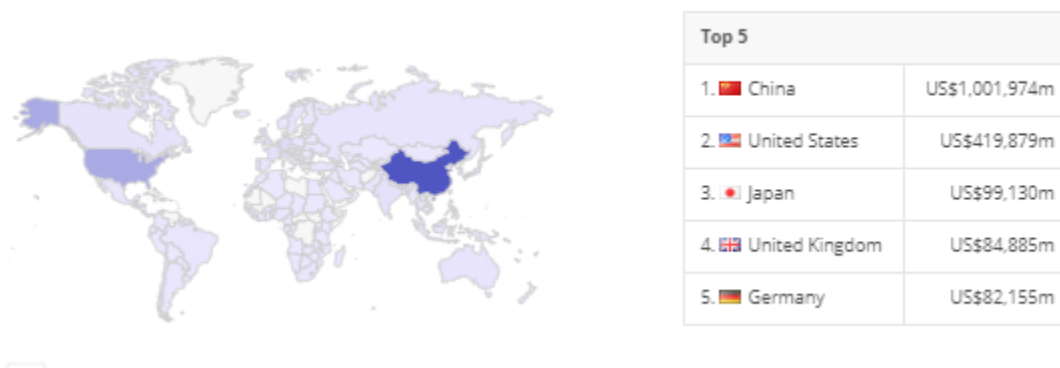 Top 5
1. China US$1,001,974m
2. United States US$419,879m
3. Japan US$99,130m
4. United Kingdom US$84,885m
5. Germany US$82,155m